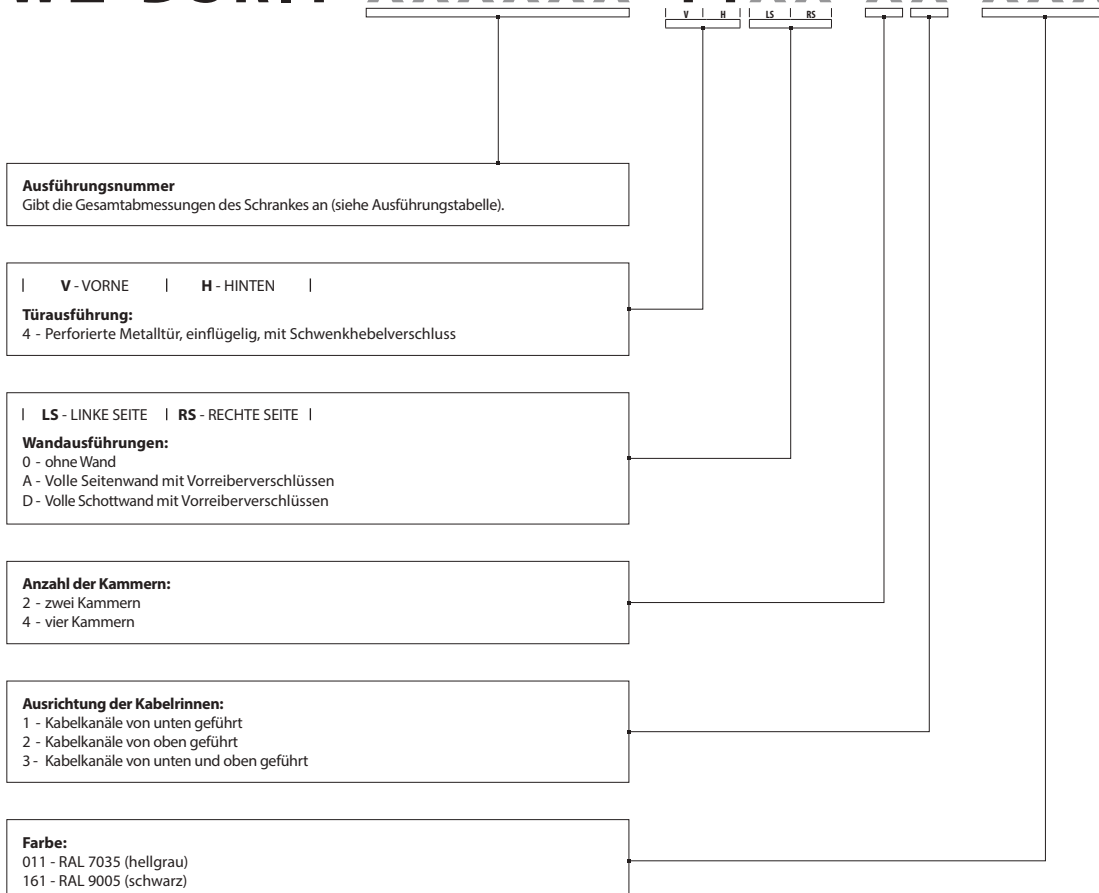 V H LS RS
Ausführungsnummer
Gibt die Gesamtabmessungen des Schrankes an (siehe Ausführungstabelle).
| V - VORNE | H - HINTEN |
Türausführung:
4 - Perforierte Metalltür, einflügelig, mit Schwenkhebelverschluss
| LS - LINKE SEITE | RS - RECHTE SEITE |
Wandausführungen:
0 - ohne Wand
A - Volle Seitenwand mit Vorreiberverschlüssen
D - Volle Schottwand mit Vorreiberverschlüssen
Anzahl der Kammern:
2 - zwei Kammern
4 - vier Kammern
Ausrichtung der Kabelrinnen:
1 - Kabelkanäle von unten geführt
2 - Kabelkanäle von oben geführt
3 - Kabelkanäle von unten und oben geführt
Farbe:
011 - RAL 7035 (hellgrau)
161 - RAL 9005 (schwarz)